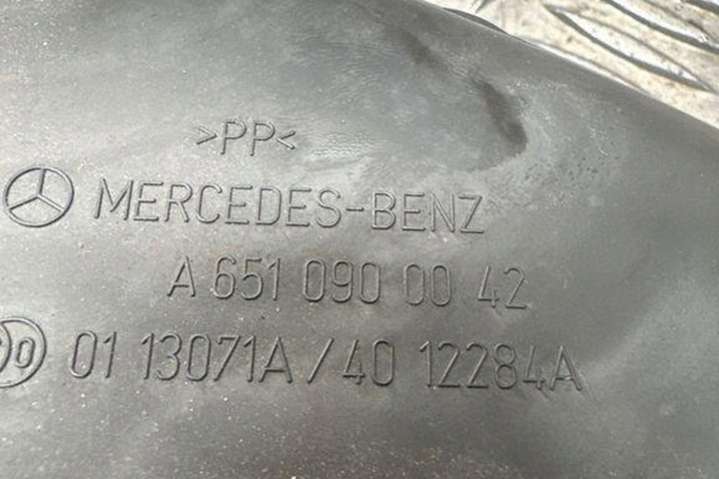 >PP<
MERCEDES-BENZ
A 651 090 00 42
01 13071A/40 12284A